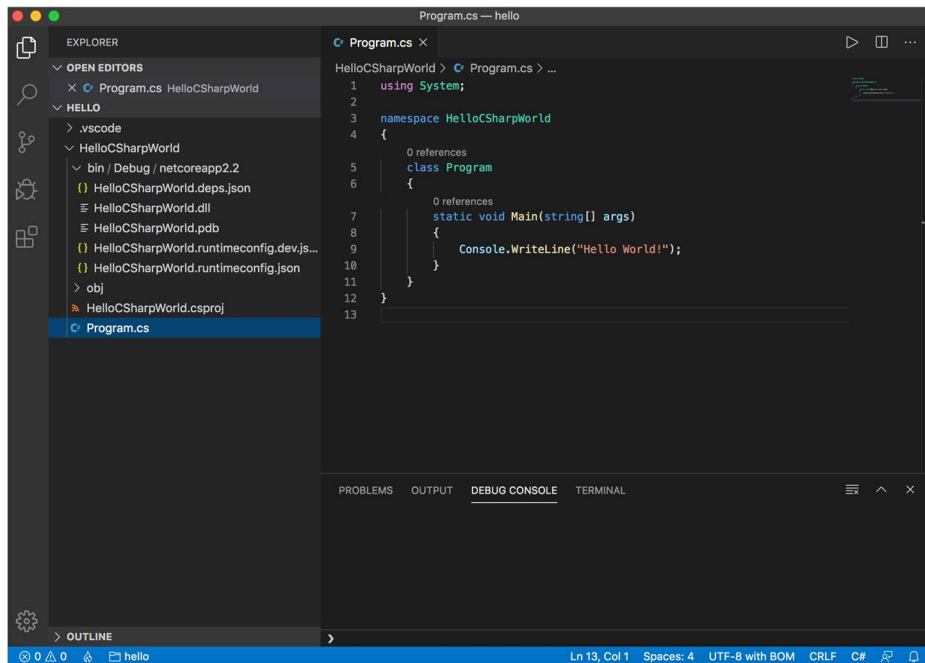 Program.cs — hello
EXPLORER
OPEN EDITORS
Program.cs HelloCSharpWorld
HELLO
.vscode
HelloCSharpWorld
bin / Debug / netcoreapp2.2
{} HelloCSharpWorld.deps.json
HelloCSharpWorld.dll
HelloCSharpWorld.pdb
{} HelloCSharpWorld.runtimeconfig.dev.js...
{} HelloCSharpWorld.runtimeconfig.json
obj
HelloCSharpWorld.csproj
C# Program.cs
OUTLINE
C# Program.cs
HelloCSharpWorld > C# Program.cs > ...
1 using System;
2
3 namespace HelloCSharpWorld
4 {
0 references
5 class Program
6 {
0 references
7 static void Main(string[] args)
8 {
9 Console.WriteLine("Hello World!");
10 }
11 }
12 }
13
PROBLEMS OUTPUT DEBUG CONSOLE TERMINAL
0 0 hello Ln 13, Col 1 Spaces: 4 UTF-8 with BOM CRLF C#